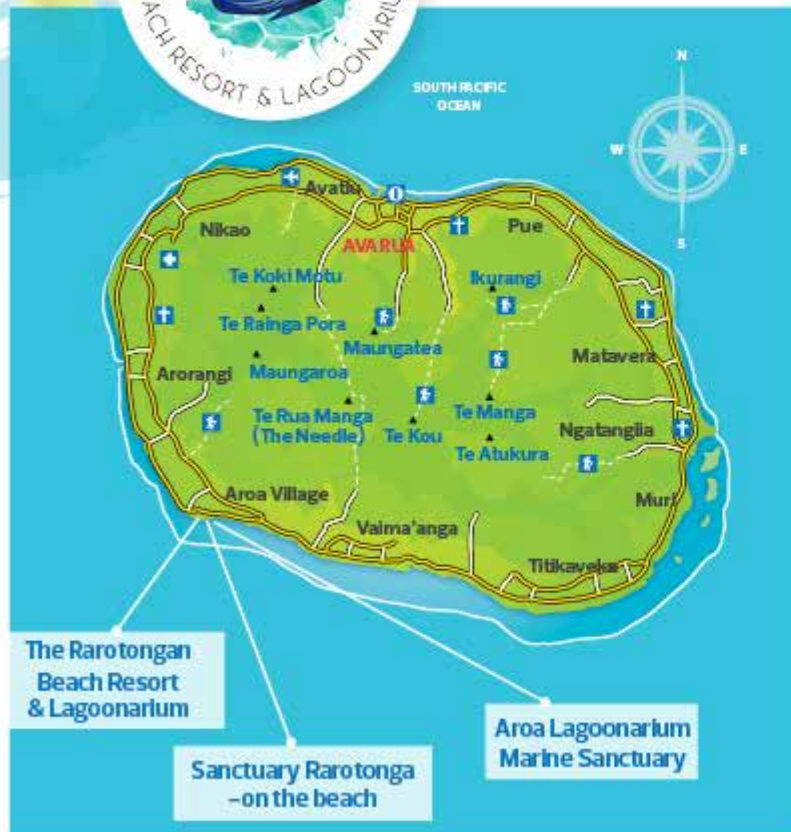 ACH RESORT & LAGOONARIU
SOUTH PACIFIC
OCEAN
N
W
E
S
Avatiu
Nikao
AVARUA
Pue
Te Koki Motu
Ikurangi
Te Rainga Pora
Maungatea
Matavera
Arorangi
Maungaroa
Te Rua Manga
(The Needle)
Te Kou
Te Manga
Ngatangiia
Te Atukura
Aroa Village
Muri
Vaima'anga
Titikaveka
The Rarotongan
Beach Resort
& Lagoonarium
Sanctuary Rarotonga
-on the beach
Aroa Lagoonarium
Marine Sanctuary